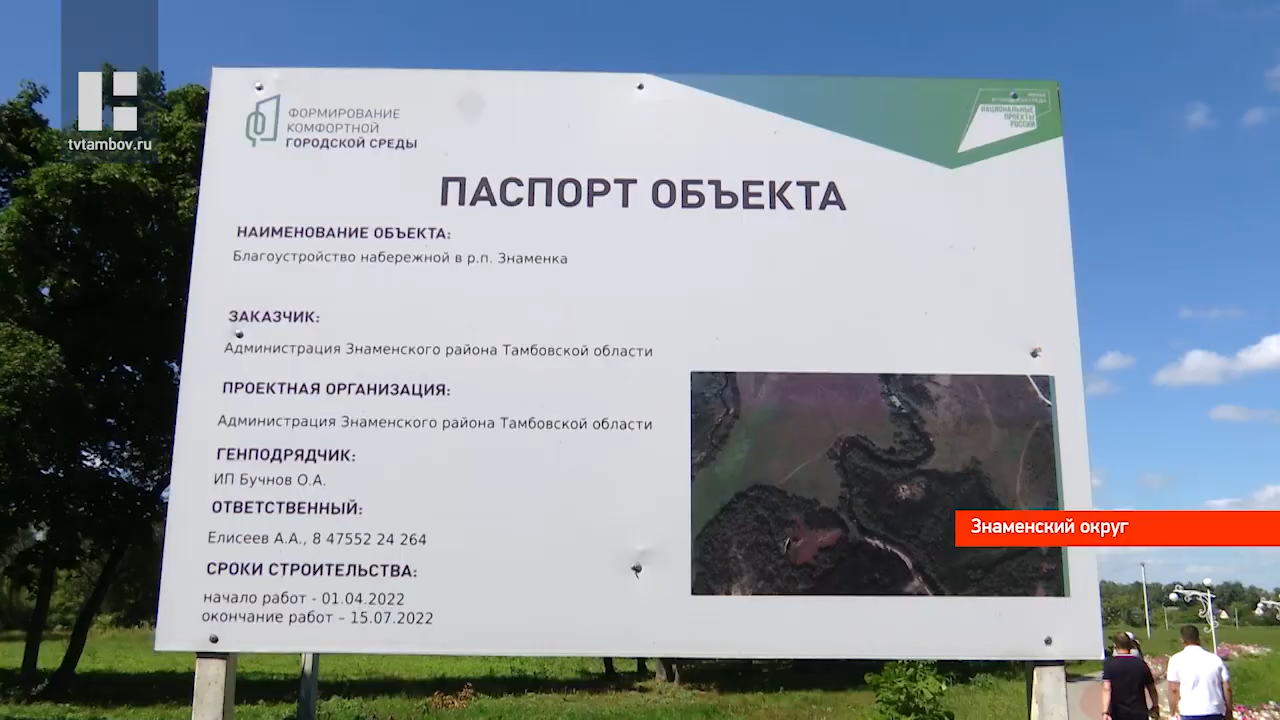 tvtambov.ru
ФОРМИРОВАНИЕ
КОМФОРТНОЙ
ГОРОДСКОЙ СРЕДЫ
НАЦИОНАЛЬНЫЕ
ПРОЕКТЫ
РОССИИ
ПАСПОРТ ОБЪЕКТА
НАИМЕНОВАНИЕ ОБЪЕКТА:
Благоустройство набережной в р.п. Знаменка
ЗАКАЗЧИК:
Администрация Знаменского района Тамбовской области
ПРОЕКТНАЯ ОРГАНИЗАЦИЯ:
Администрация Знаменского района Тамбовской области
ГЕНПОДРЯДЧИК:
ИП Бучнов О.А.
ОТВЕТСТВЕННЫЙ:
Елисеев А.А., 8 47552 24 264
СРОКИ СТРОИТЕЛЬСТВА:
начало работ - 01.04.2022
окончание работ – 15.07.2022
Знаменский округ